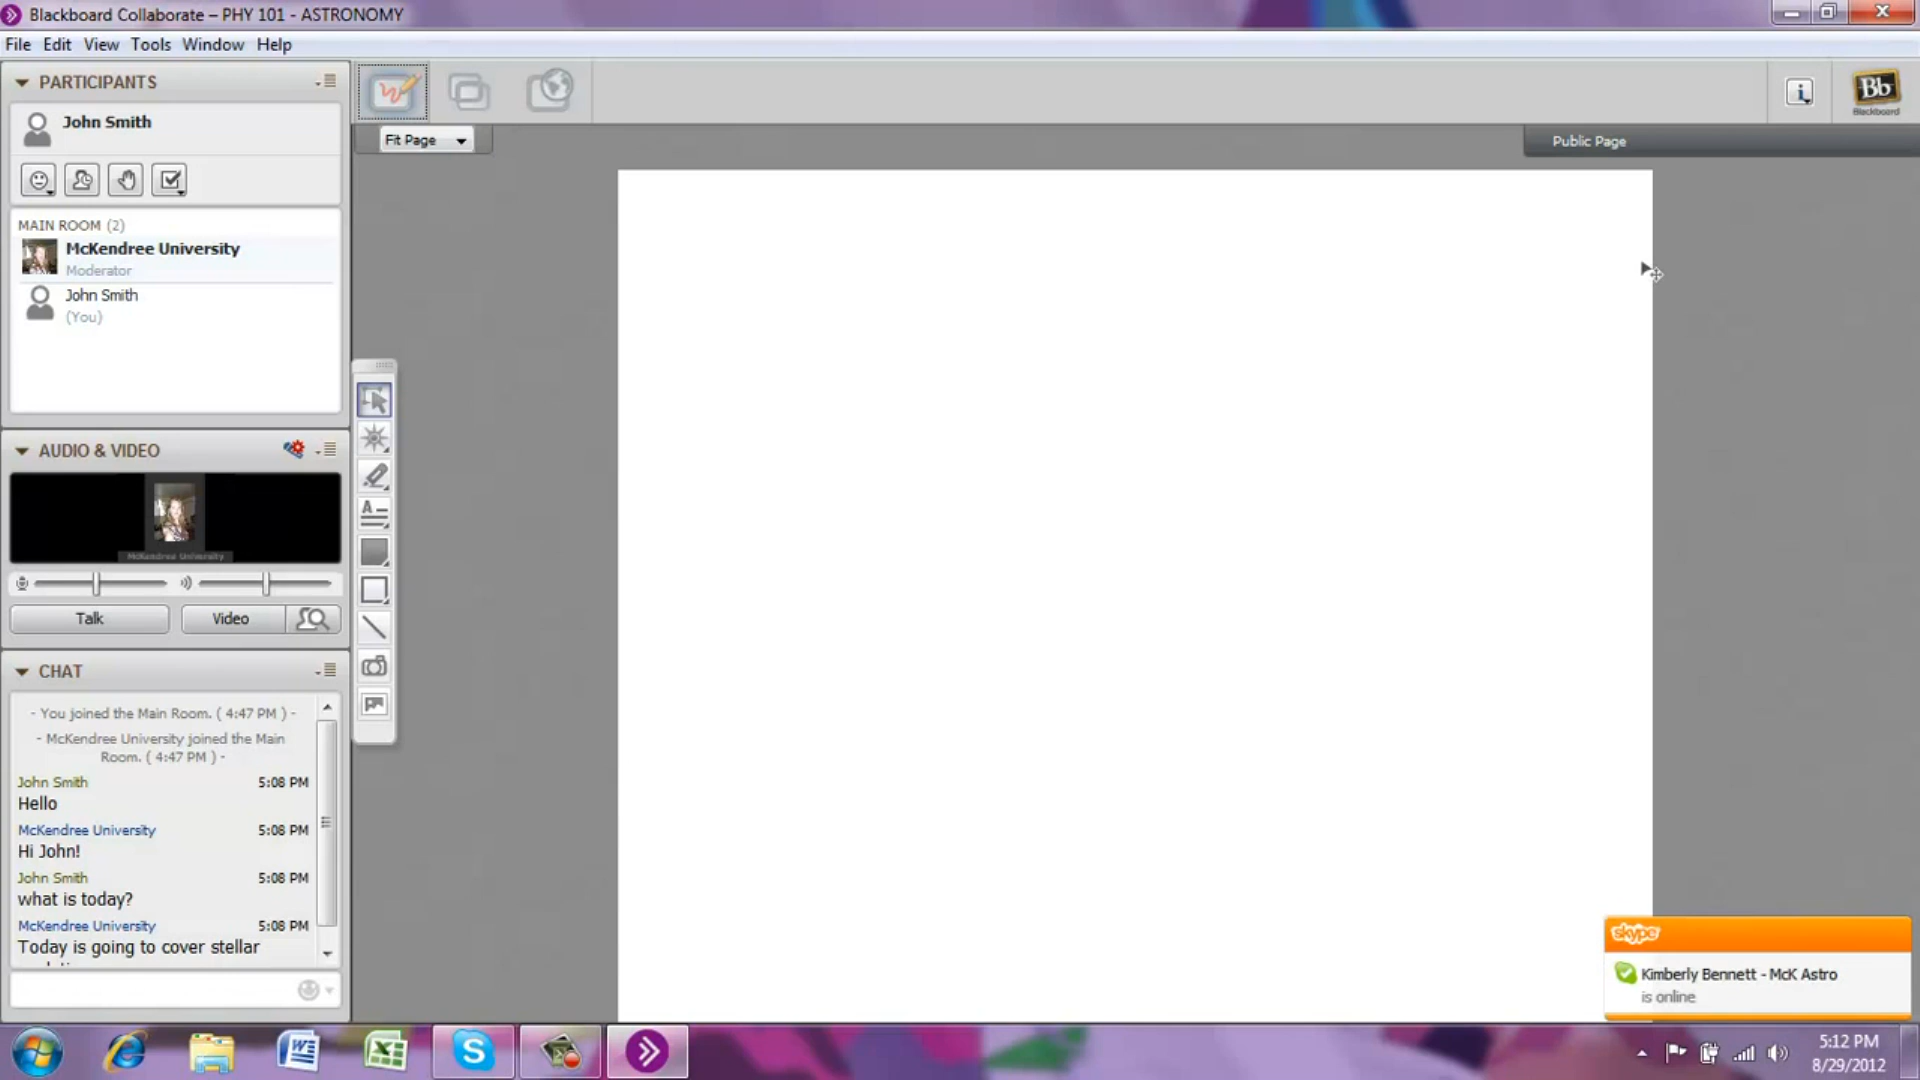 Blackboard Collaborate – PHY 101 - ASTRONOMY
File Edit View Tools Window Help
PARTICIPANTS
John Smith
MAIN ROOM (2)
McKendree University
Moderator
John Smith
(You)
AUDIO & VIDEO
McKendree University
Talk Video
CHAT
- You joined the Main Room. ( 4:47 PM ) -
- McKendree University joined the Main
Room. ( 4:47 PM ) -
John Smith 5:08 PM
Hello
McKendree University 5:08 PM
Hi John!
John Smith 5:08 PM
what is today?
McKendree University 5:08 PM
Today is going to cover stellar
Fit Page
Public Page
Bb
Blackboard
skype
Kimberly Bennett - McK Astro
is online
5:12 PM
8/29/2012